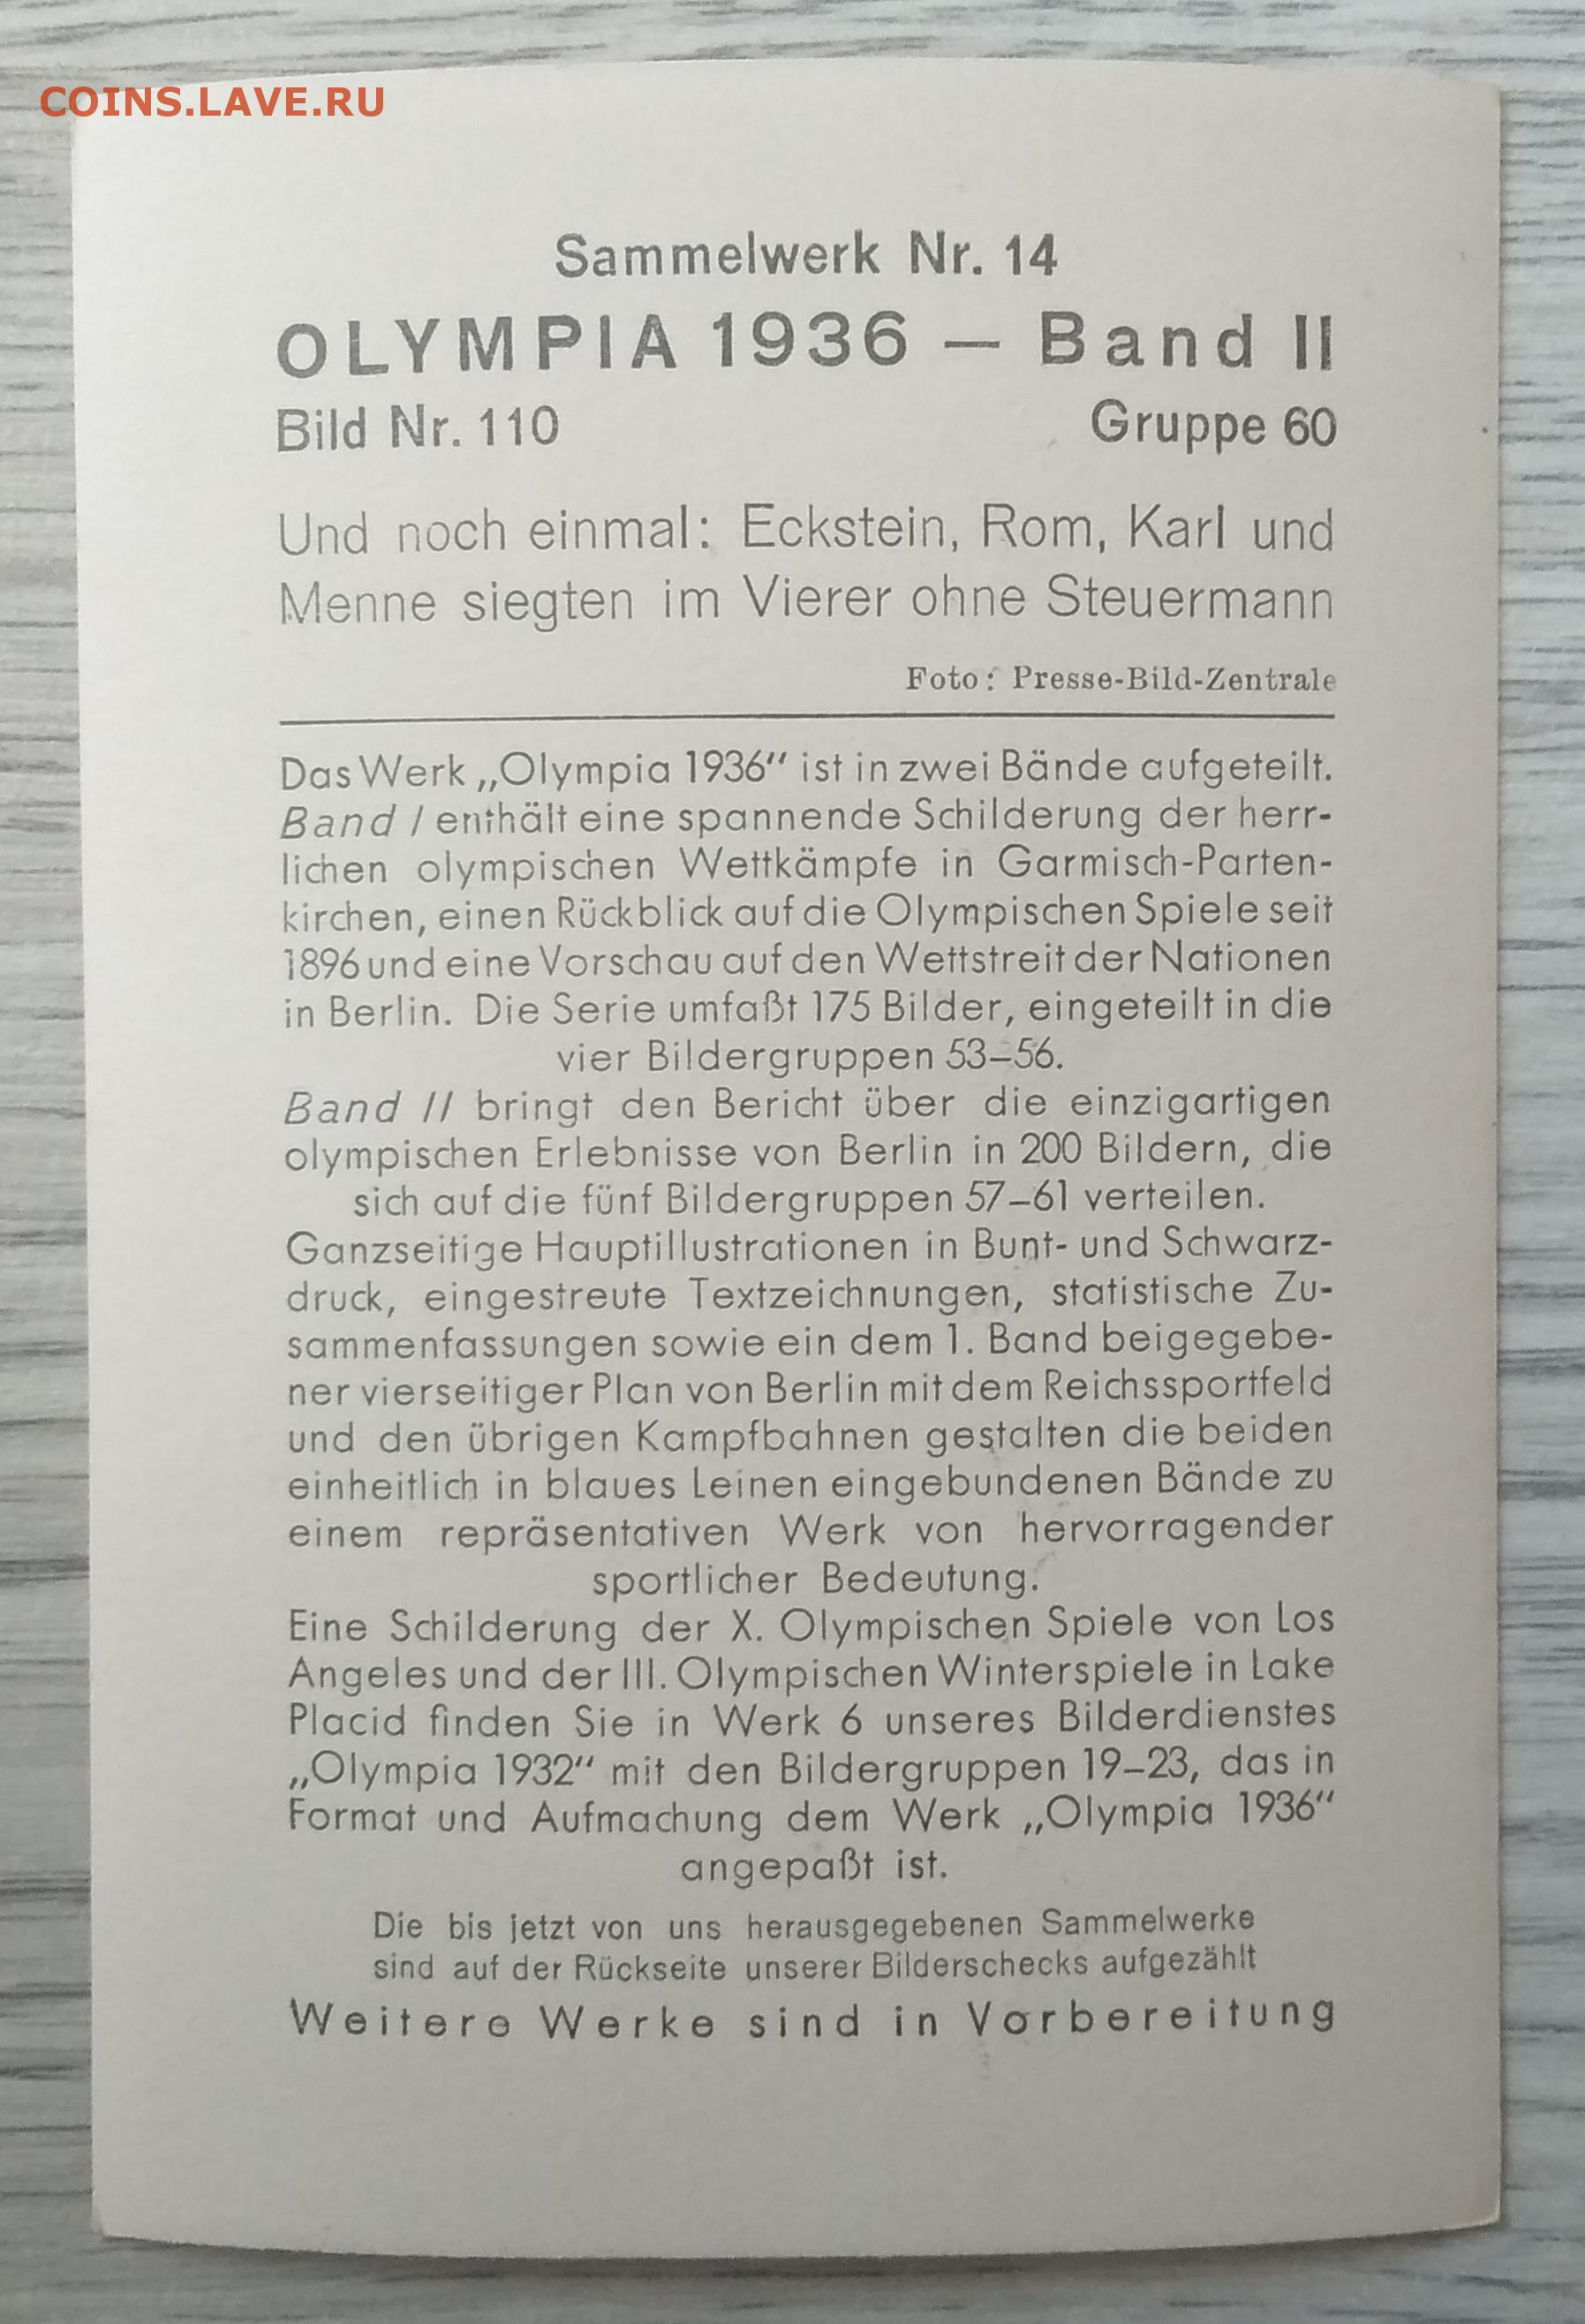 COINS.LAVE.RU
Sammelwerk Nr. 14
OLYMPIA 1936 – Band II
Bild Nr. 110 Gruppe 60
Und noch einmal: Eckstein, Rom, Karl und
Menne siegten im Vierer ohne Steuermann
Foto: Presse-Bild-Zentrale
Das Werk „Olympia 1936“ ist in zwei Bände aufgeteilt.
Band I enthält eine spannende Schilderung der herr-
lichen olympischen Wettkämpfe in Garmisch-Parten-
kirchen, einen Rückblick auf die Olympischen Spiele seit
1896 und eine Vorschau auf den Wettstreit der Nationen
in Berlin. Die Serie umfaßt 175 Bilder, eingeteilt in die
vier Bildergruppen 53–56.
Band II bringt den Bericht über die einzigartigen
olympischen Erlebnisse von Berlin in 200 Bildern, die
sich auf die fünf Bildergruppen 57–61 verteilen.
Ganzseitige Hauptillustrationen in Bunt- und Schwarz-
druck, eingestreute Textzeichnungen, statistische Zu-
sammenfassungen sowie ein dem 1. Band beigegebe-
ner vierseitiger Plan von Berlin mit dem Reichssportfeld
und den übrigen Kampfbahnen gestalten die beiden
einheitlich in blaues Leinen eingebundenen Bände zu
einem repräsentativen Werk von hervorragender
sportlicher Bedeutung.
Eine Schilderung der X. Olympischen Spiele von Los
Angeles und der III. Olympischen Winterspiele in Lake
Placid finden Sie in Werk 6 unseres Bilderdienstes
„Olympia 1932“ mit den Bildergruppen 19–23, das in
Format und Aufmachung dem Werk „Olympia 1936“
angepaßt ist.
Die bis jetzt von uns herausgegebenen Sammelwerke
sind auf der Rückseite unserer Bilderschecks aufgezählt
Weitere Werke sind in Vorbereitung